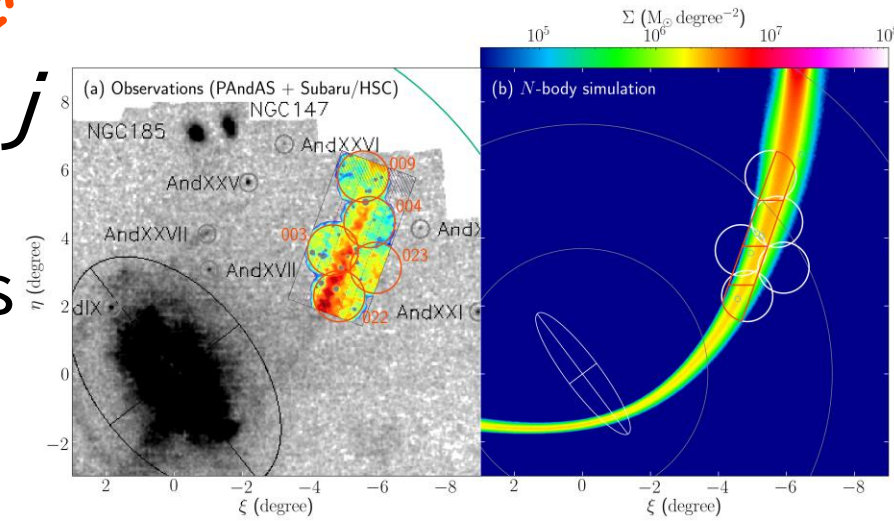 Σ (M⊙ degree⁻²)
10⁵ 10⁶ 10⁷ 10⁸
j
s
(a) Observations (PAndAS + Subaru/HSC)
(b) N-body simulation
NGC147
NGC185
AndXXVI
009
AndXXV
004
003
AndXXVII
AndX
023
AndXVII
dIX
022
AndXXI
η (degree)
8
6
4
2
0
−2
2 0 −2 −4 −6 −8
2 0 −2 −4 −6 −8
ξ (degree)
ξ (degree)